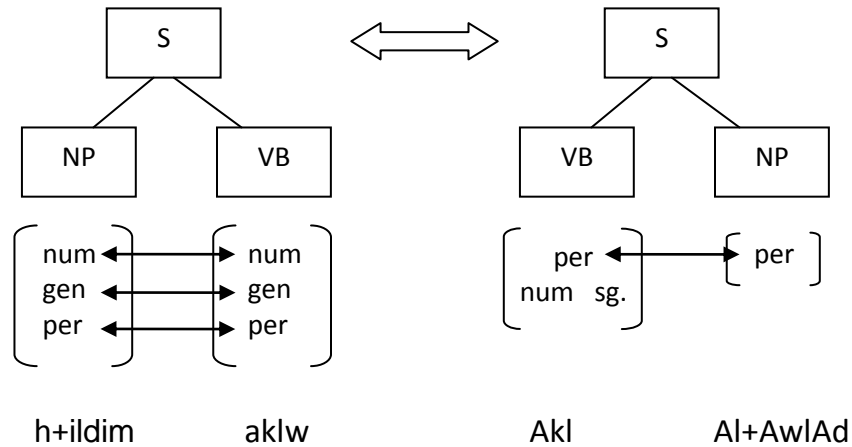 S S
NP VB VB NP
num num per per
gen gen num sg.
per per
h+ildim aklw Akl Al+AwlAd